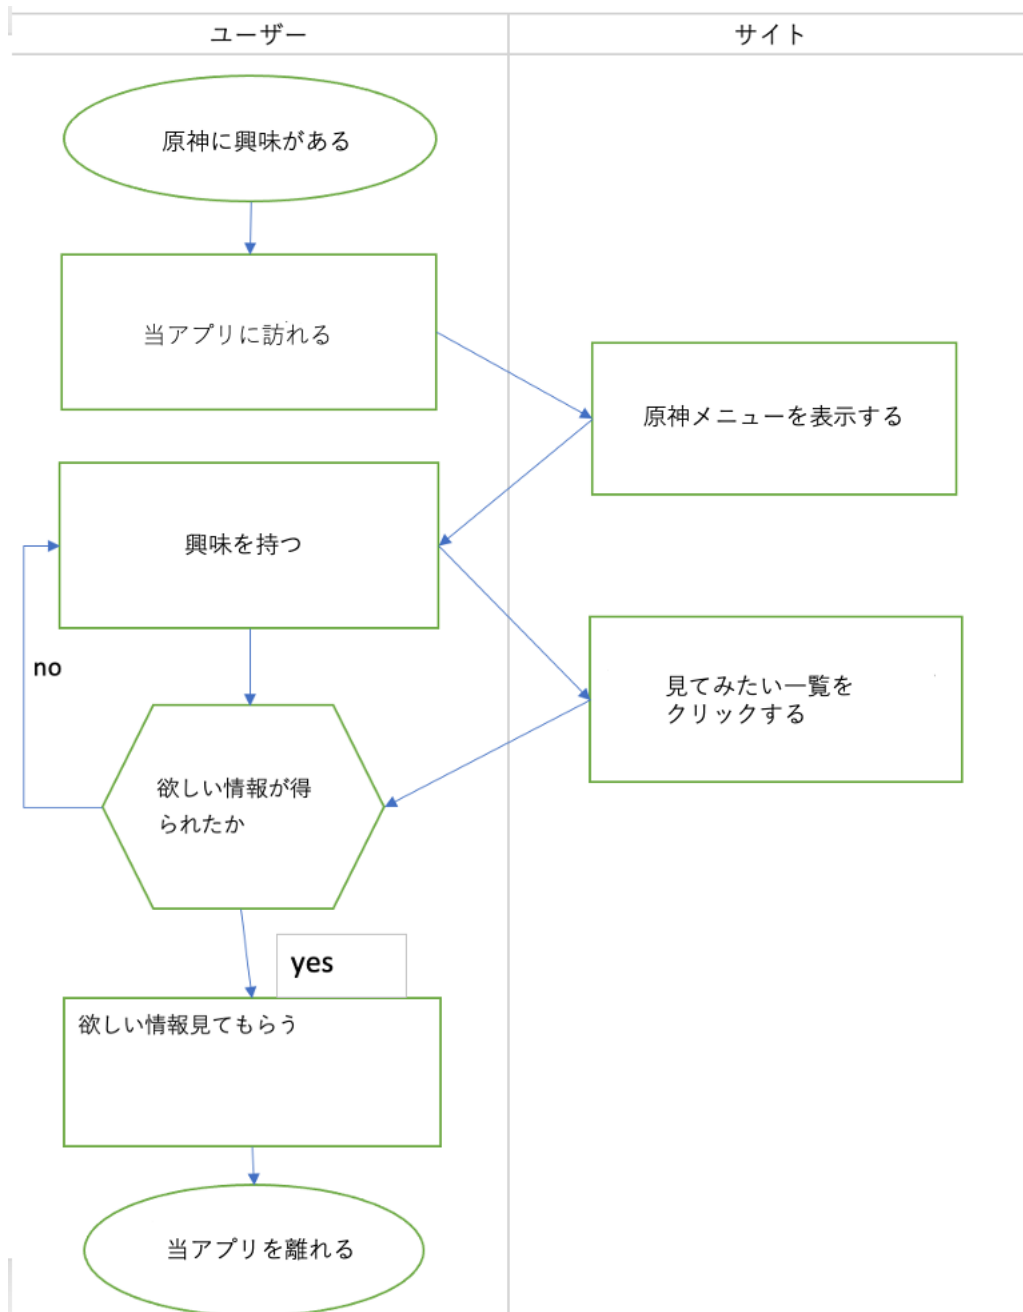 ユーザー
サイト
原神に興味がある
当アプリに訪れる
原神メニューを表示する
興味を持つ
no
見てみたい一覧を
クリックする
欲しい情報が得
られたか
yes
欲しい情報見てもらう
当アプリを離れる